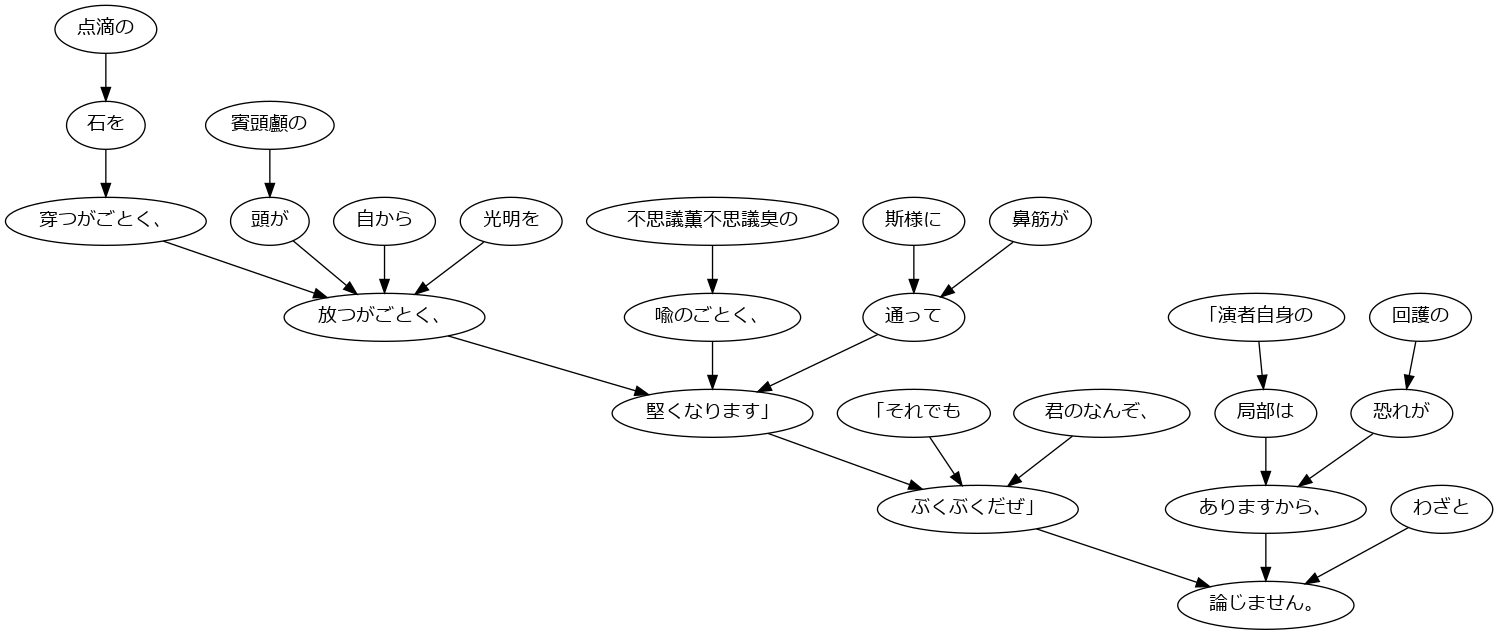 点滴の
石を
賓頭顱の
穿つがごとく、
頭が
自から
光明を
不思議薫不思議臭の
斯様に
鼻筋が
放つがごとく、
喩のごとく、
通って
「演者自身の
回護の
堅くなります」
「それでも
君のなんぞ、
局部は
恐れが
ぶくぶくだぜ」
ありますから、
わざと
論じません。